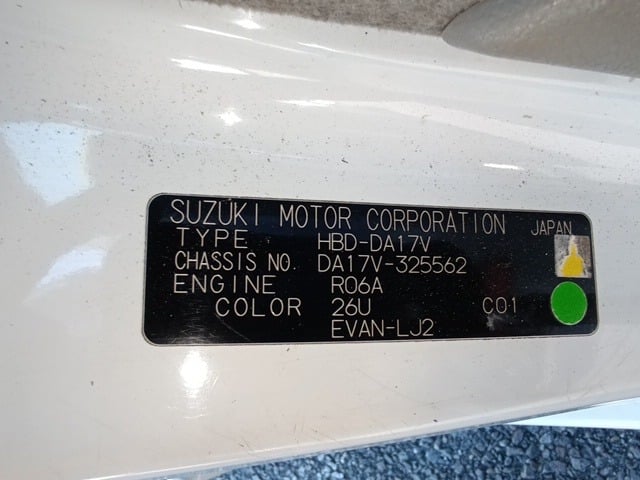 SUZUKI MOTOR CORPORATION JAPAN
TYPE HBD-DA17V
CHASSIS NO. DA17V-325562
ENGINE R06A
COLOR 26U C01
EVAN-LJ2